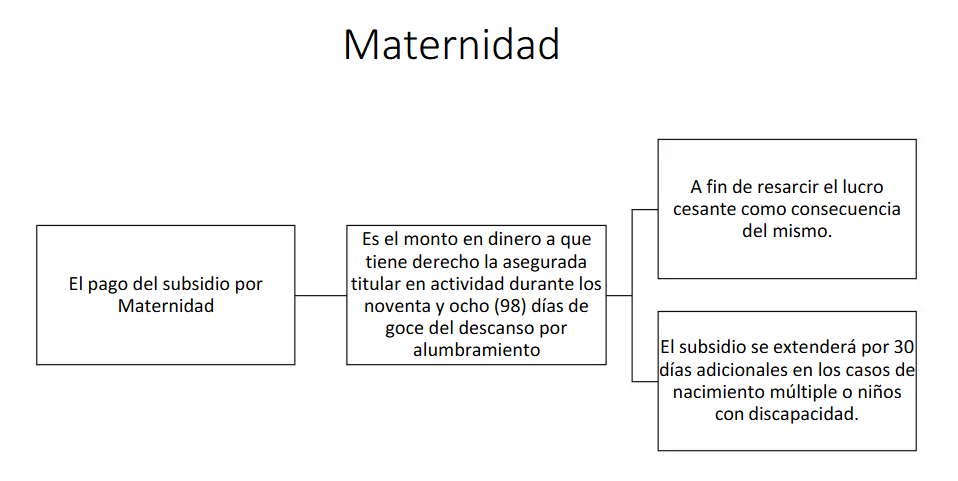 Maternidad
El pago del subsidio por
Maternidad
Es el monto en dinero a que
tiene derecho la asegurada
titular en actividad durante los
noventa y ocho (98) días de
goce del descanso por
alumbramiento
A fin de resarcir el lucro
cesante como consecuencia
del mismo.
El subsidio se extenderá por 30
días adicionales en los casos de
nacimiento múltiple o niños
con discapacidad.